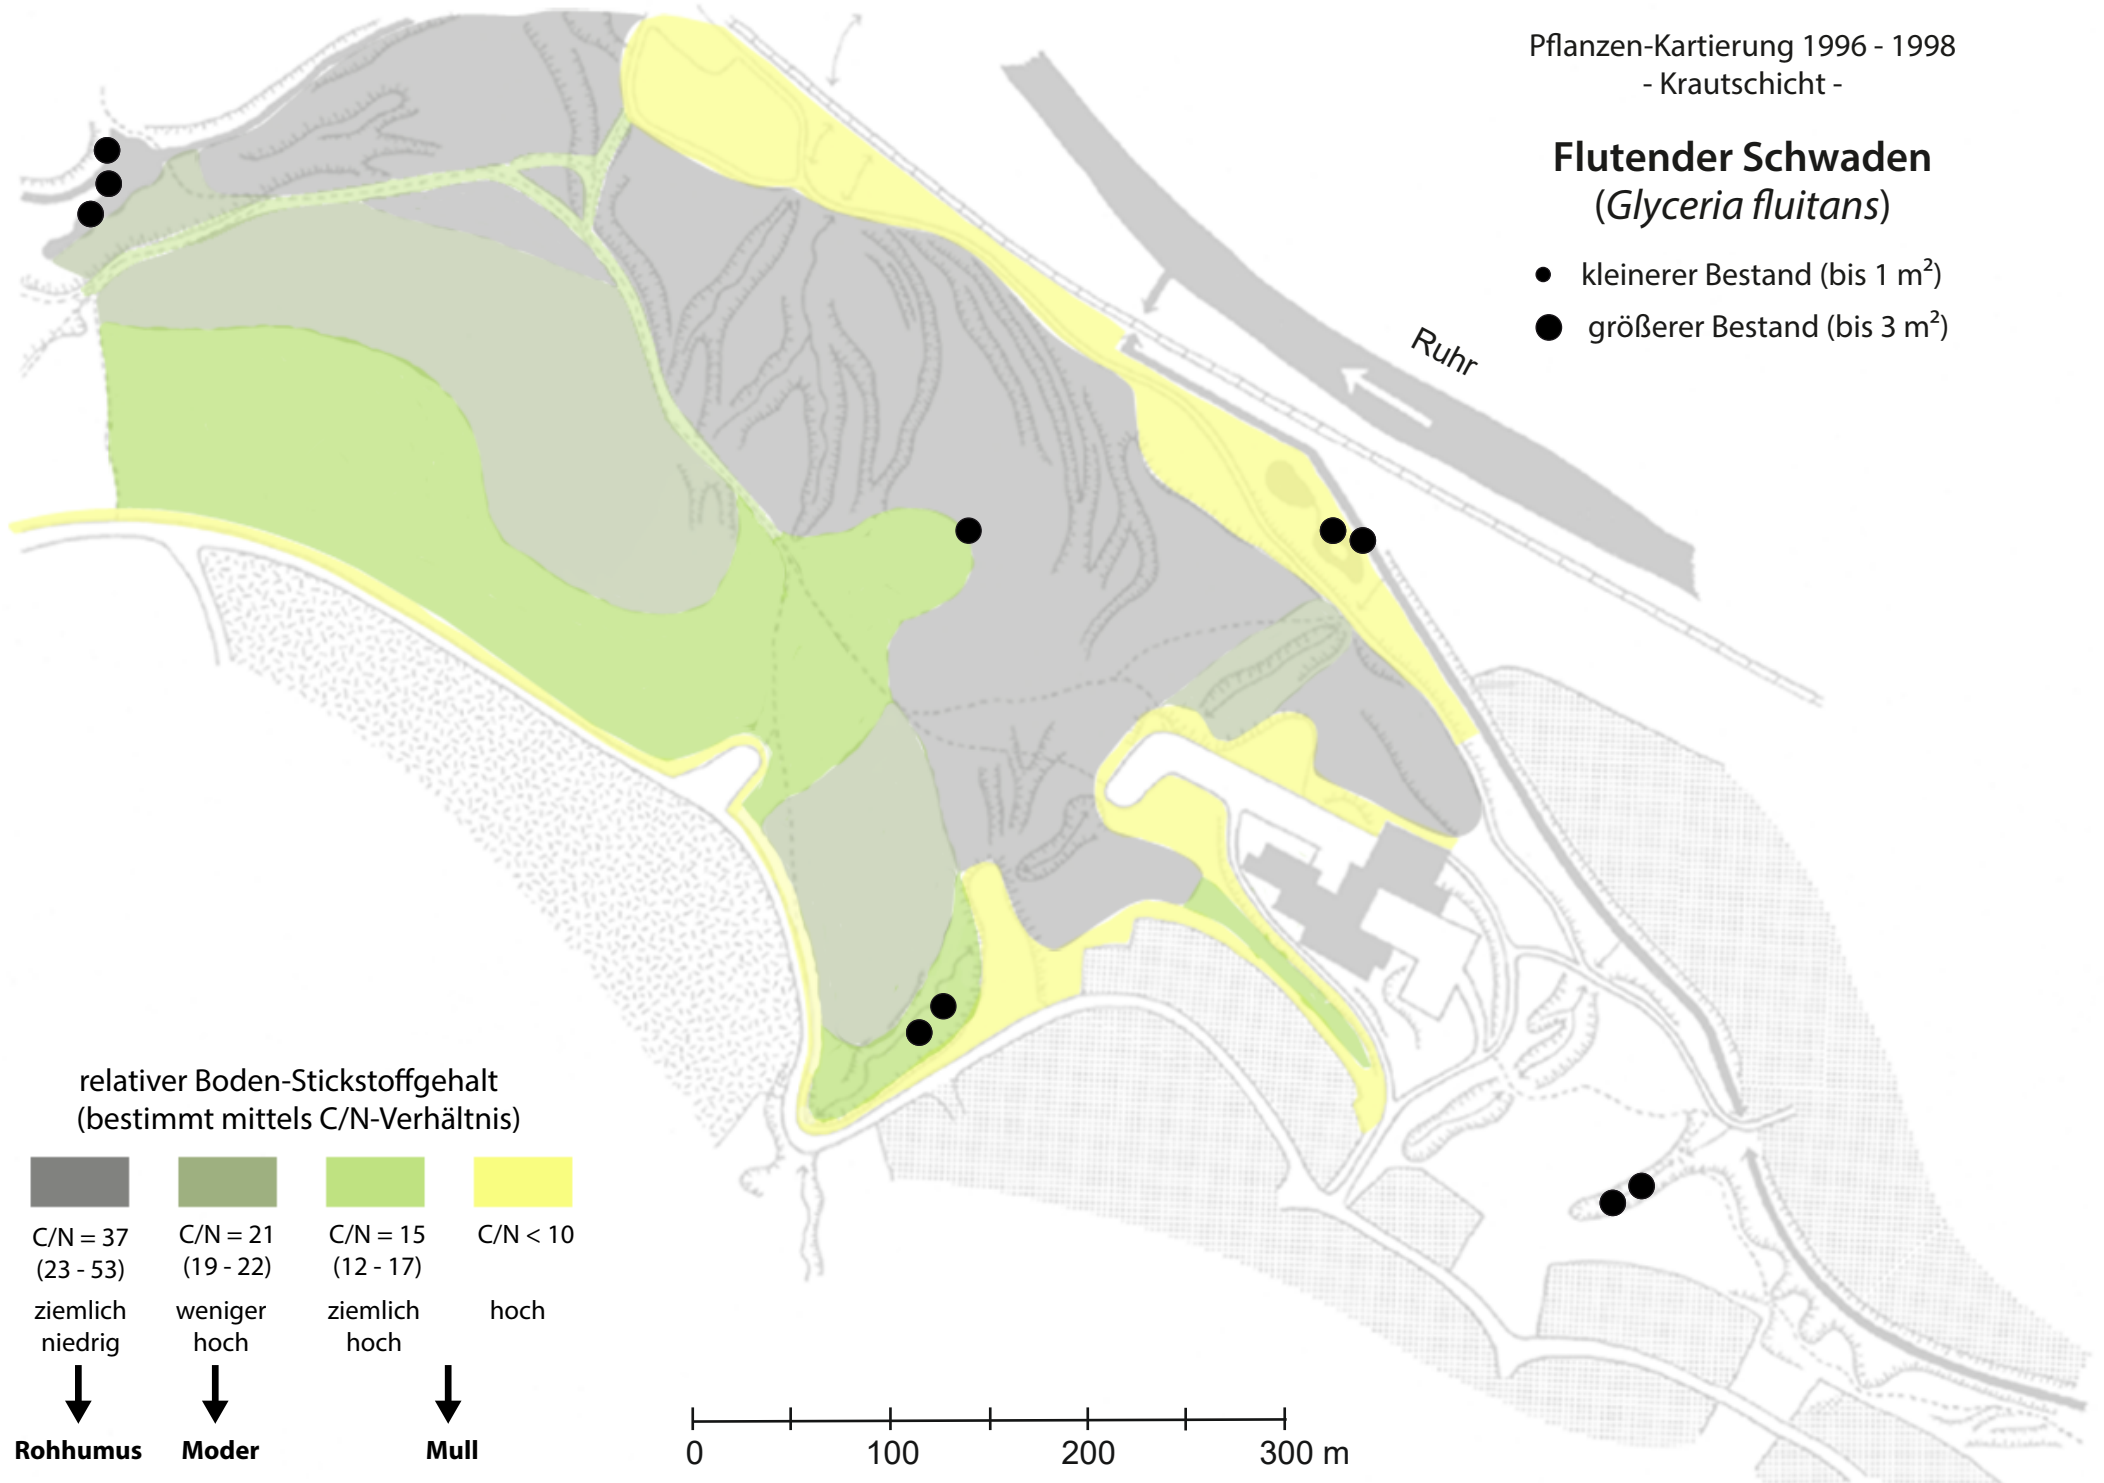 Pflanzen-Kartierung 1996 - 1998
- Krautschicht -
Flutender Schwaden
(Glyceria fluitans)
kleinerer Bestand (bis 1 m²)
größerer Bestand (bis 3 m²)
Ruhr
relativer Boden-Stickstoffgehalt
(bestimmt mittels C/N-Verhältnis)
C/N = 37 C/N = 21 C/N = 15 C/N < 10
(23 - 53) (19 - 22) (12 - 17)
ziemlich weniger ziemlich hoch
niedrig hoch hoch
Rohhumus Moder Mull
0 100 200 300 m